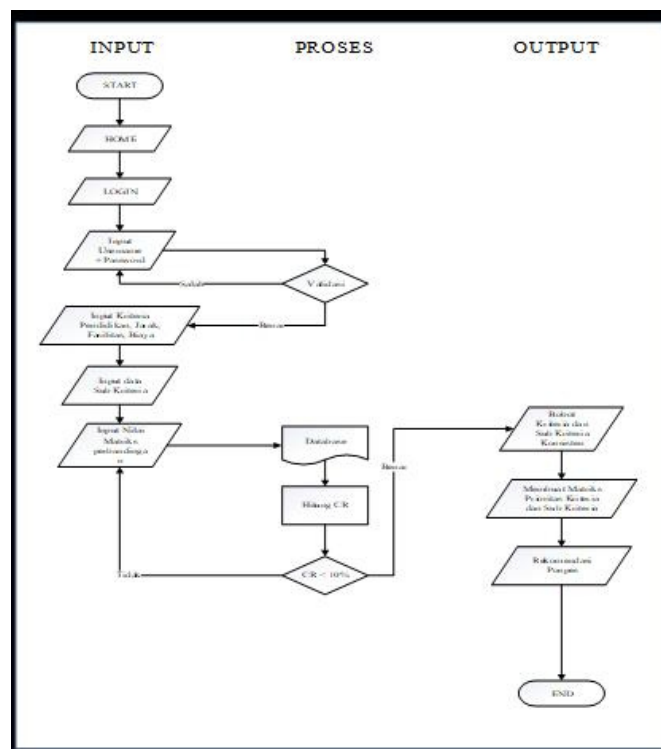 INPUT
PROSES
OUTPUT
START
HOME
LOGIN
Input
Username
+ Password
Validasi
Salah
Benar
Input Kriteria
Pendidikan, Jarak,
Fasilitas, Biaya
Input data
Sub Kriteria
Input Nilai
Matriks
perbandinga
n
Database
Hitung CR
CR < 10%
Tidak
Benar
Bobot
Kriteria dan
Sub Kriteria
Konsisten
Membuat Matriks
Prioritas Kriteria
dan Sub Kriteria
Rekomendasi
END